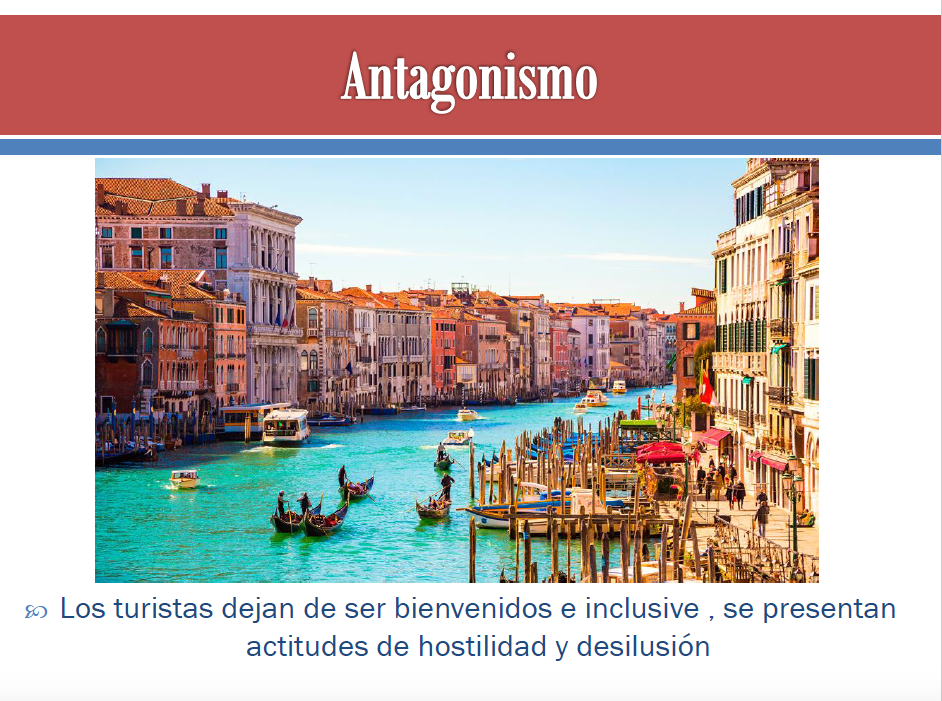 Antagonismo
Los turistas dejan de ser bienvenidos e inclusive , se presentan
actitudes de hostilidad y desilusión